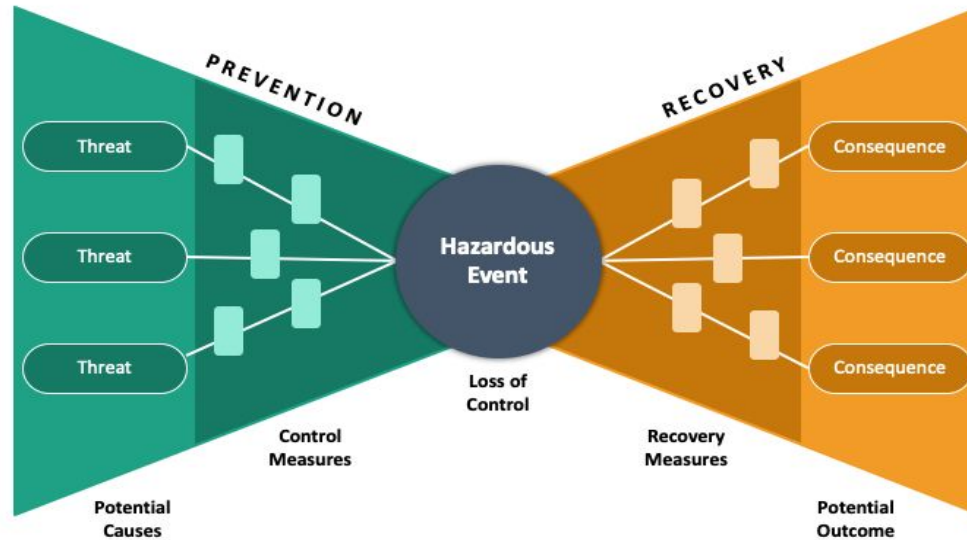 PREVENTION
RECOVERY
Threat
Threat
Threat
Hazardous
Event
Consequence
Consequence
Consequence
Loss of
Control
Control
Measures
Recovery
Measures
Potential
Causes
Potential
Outcome